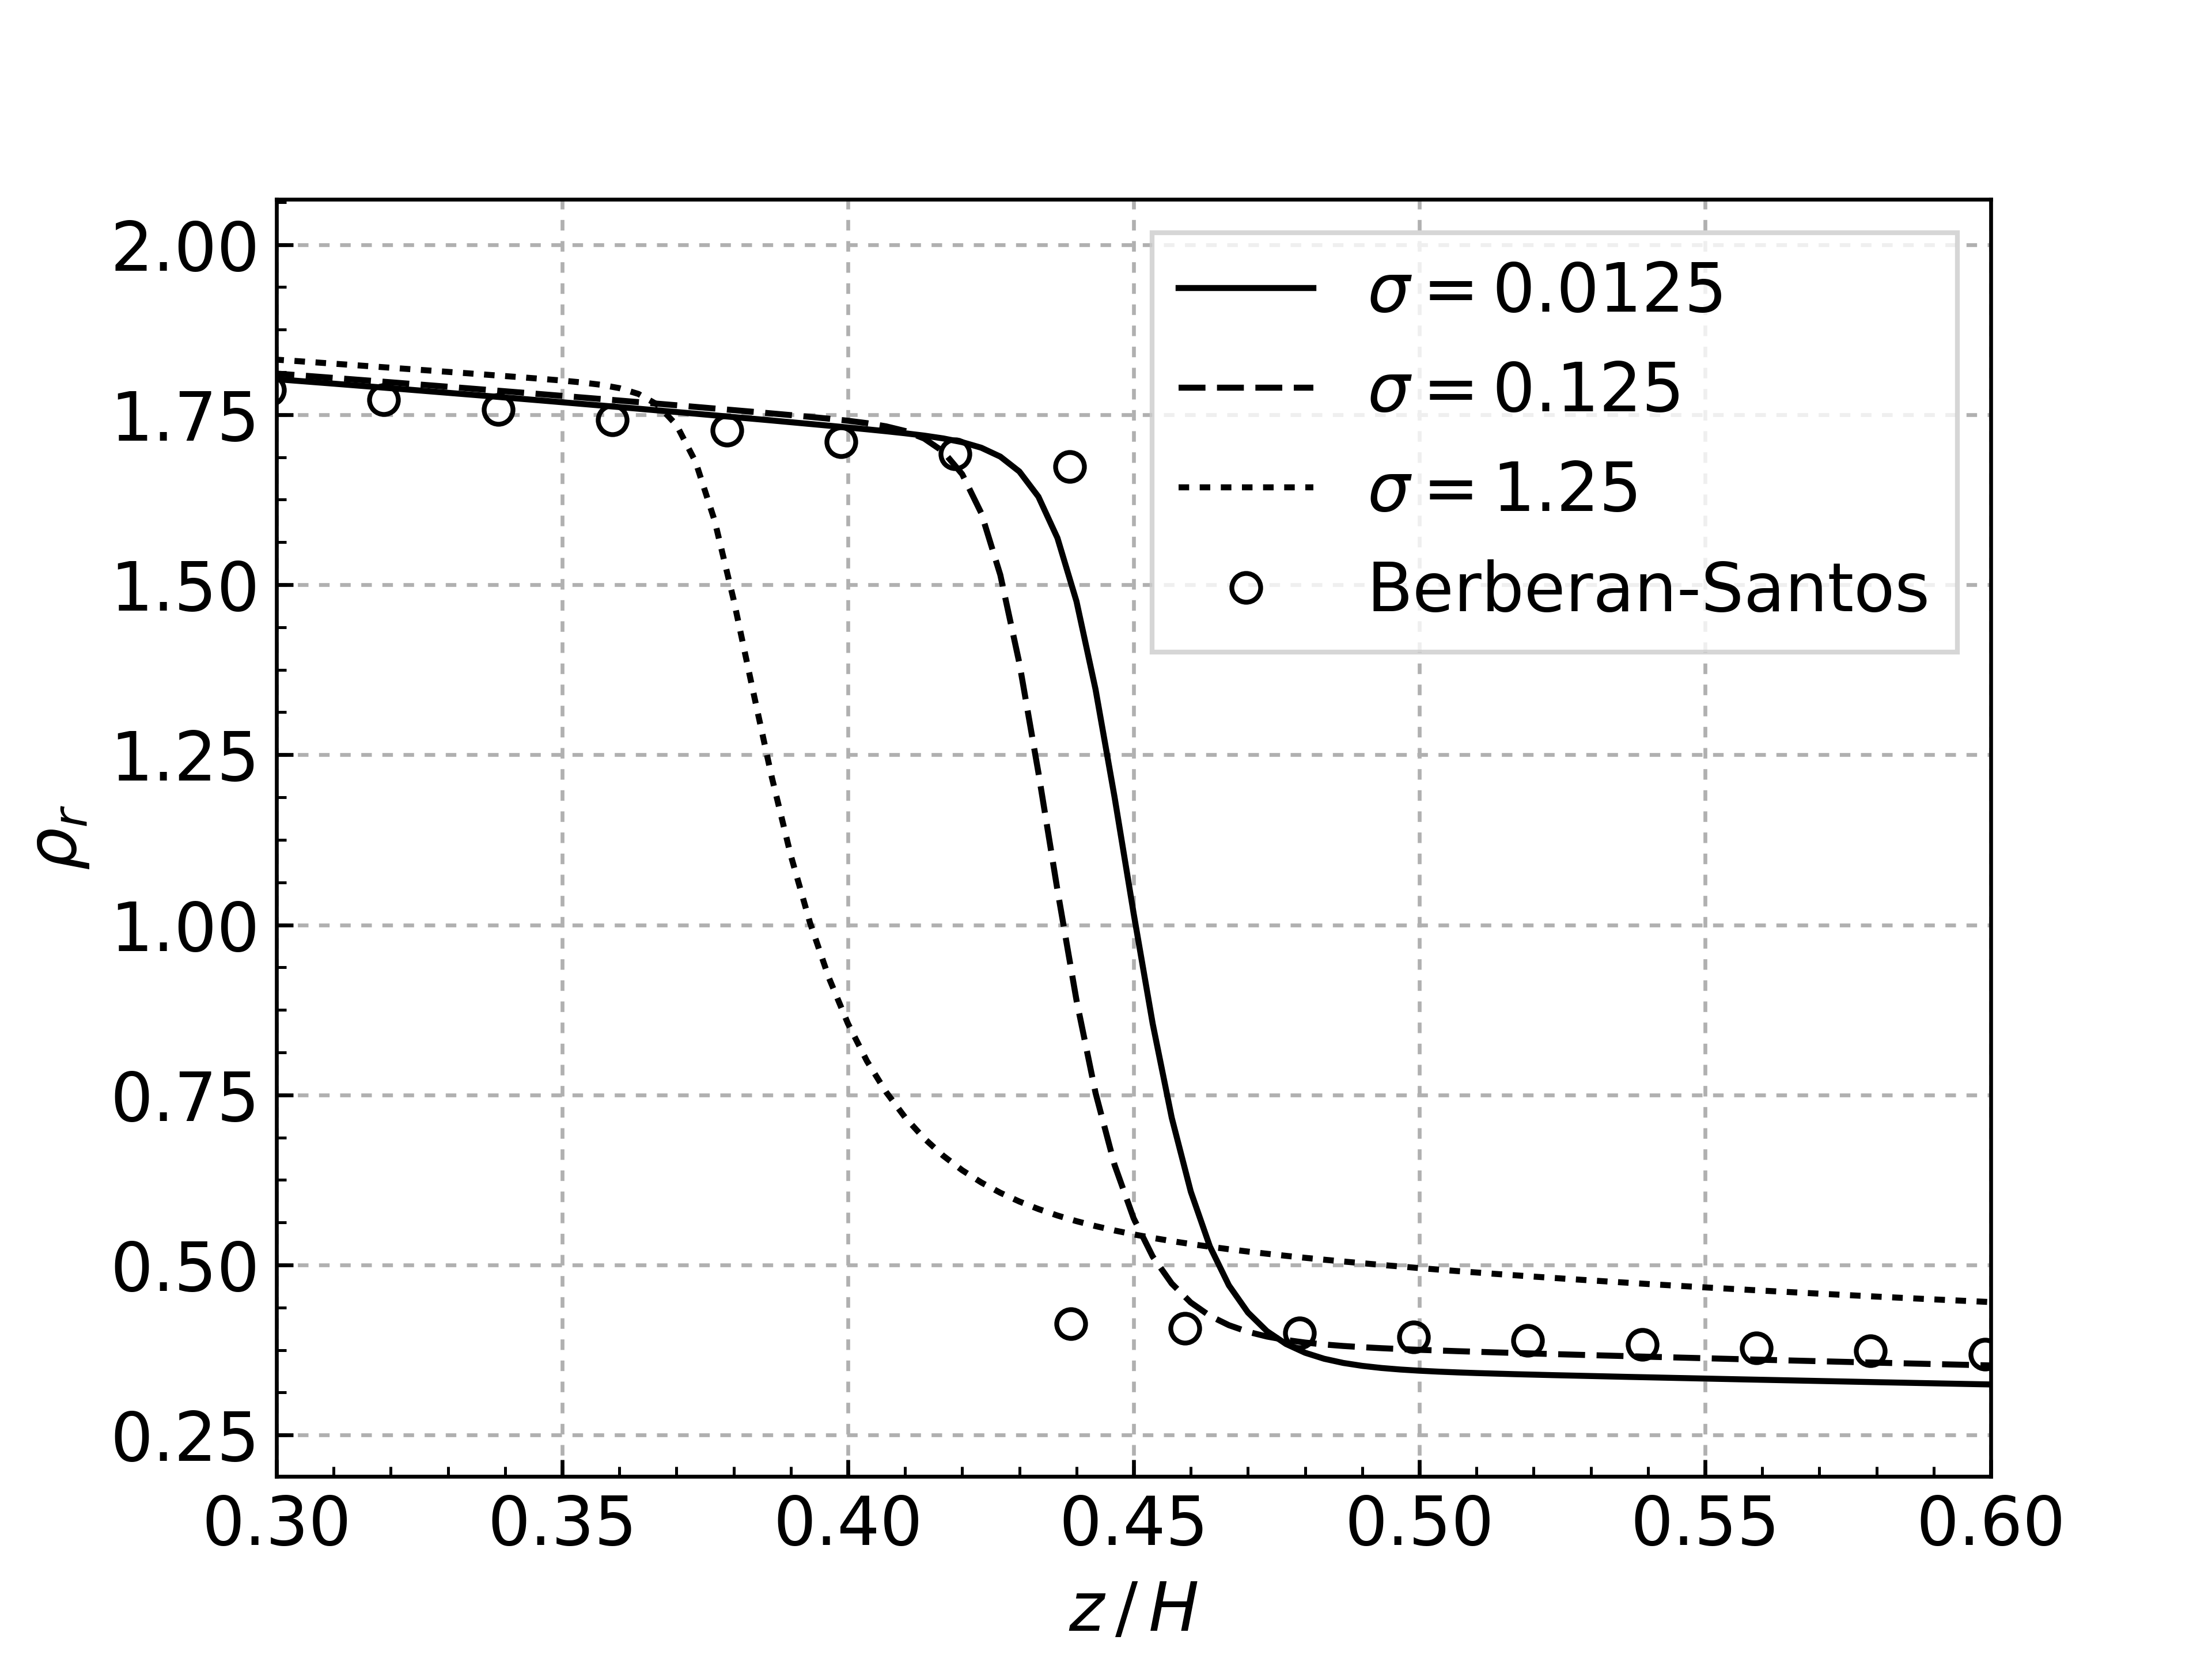 2.00
1.75
1.50
1.25
1.00
0.75
0.50
0.25
ρr
σ = 0.0125
σ = 0.125
σ = 1.25
Berberan-Santos
0.30 0.35 0.40 0.45 0.50 0.55 0.60
z / H